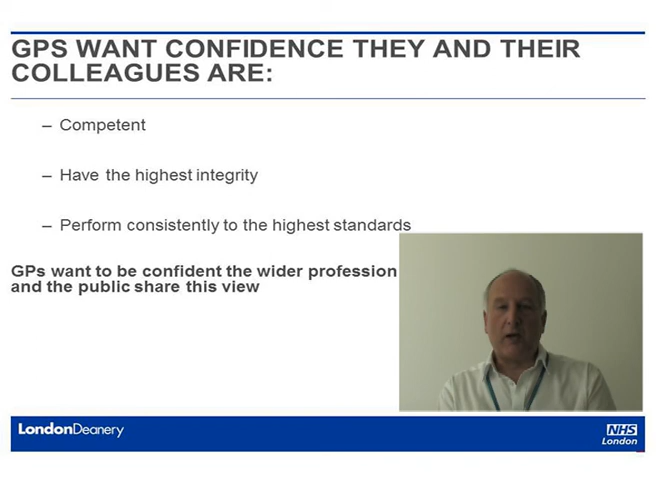 GPS WANT CONFIDENCE THEY AND THEIR
COLLEAGUES ARE:
– Competent
– Have the highest integrity
– Perform consistently to the highest standards
GPs want to be confident the wider profession
and the public share this view
LondonDeanery
NHS
London